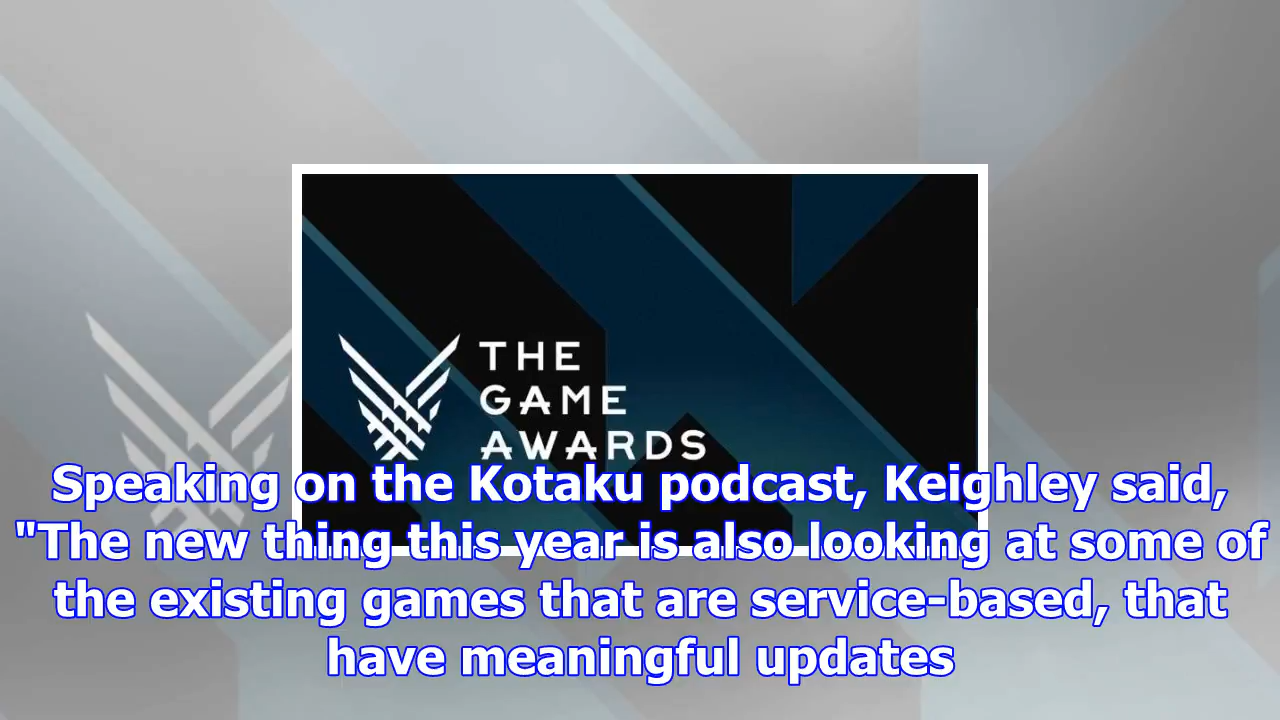 THE
GAME
AWARDS
Speaking on the Kotaku podcast, Keighley said,
"The new thing this year is also looking at some of
the existing games that are service-based, that
have meaningful updates